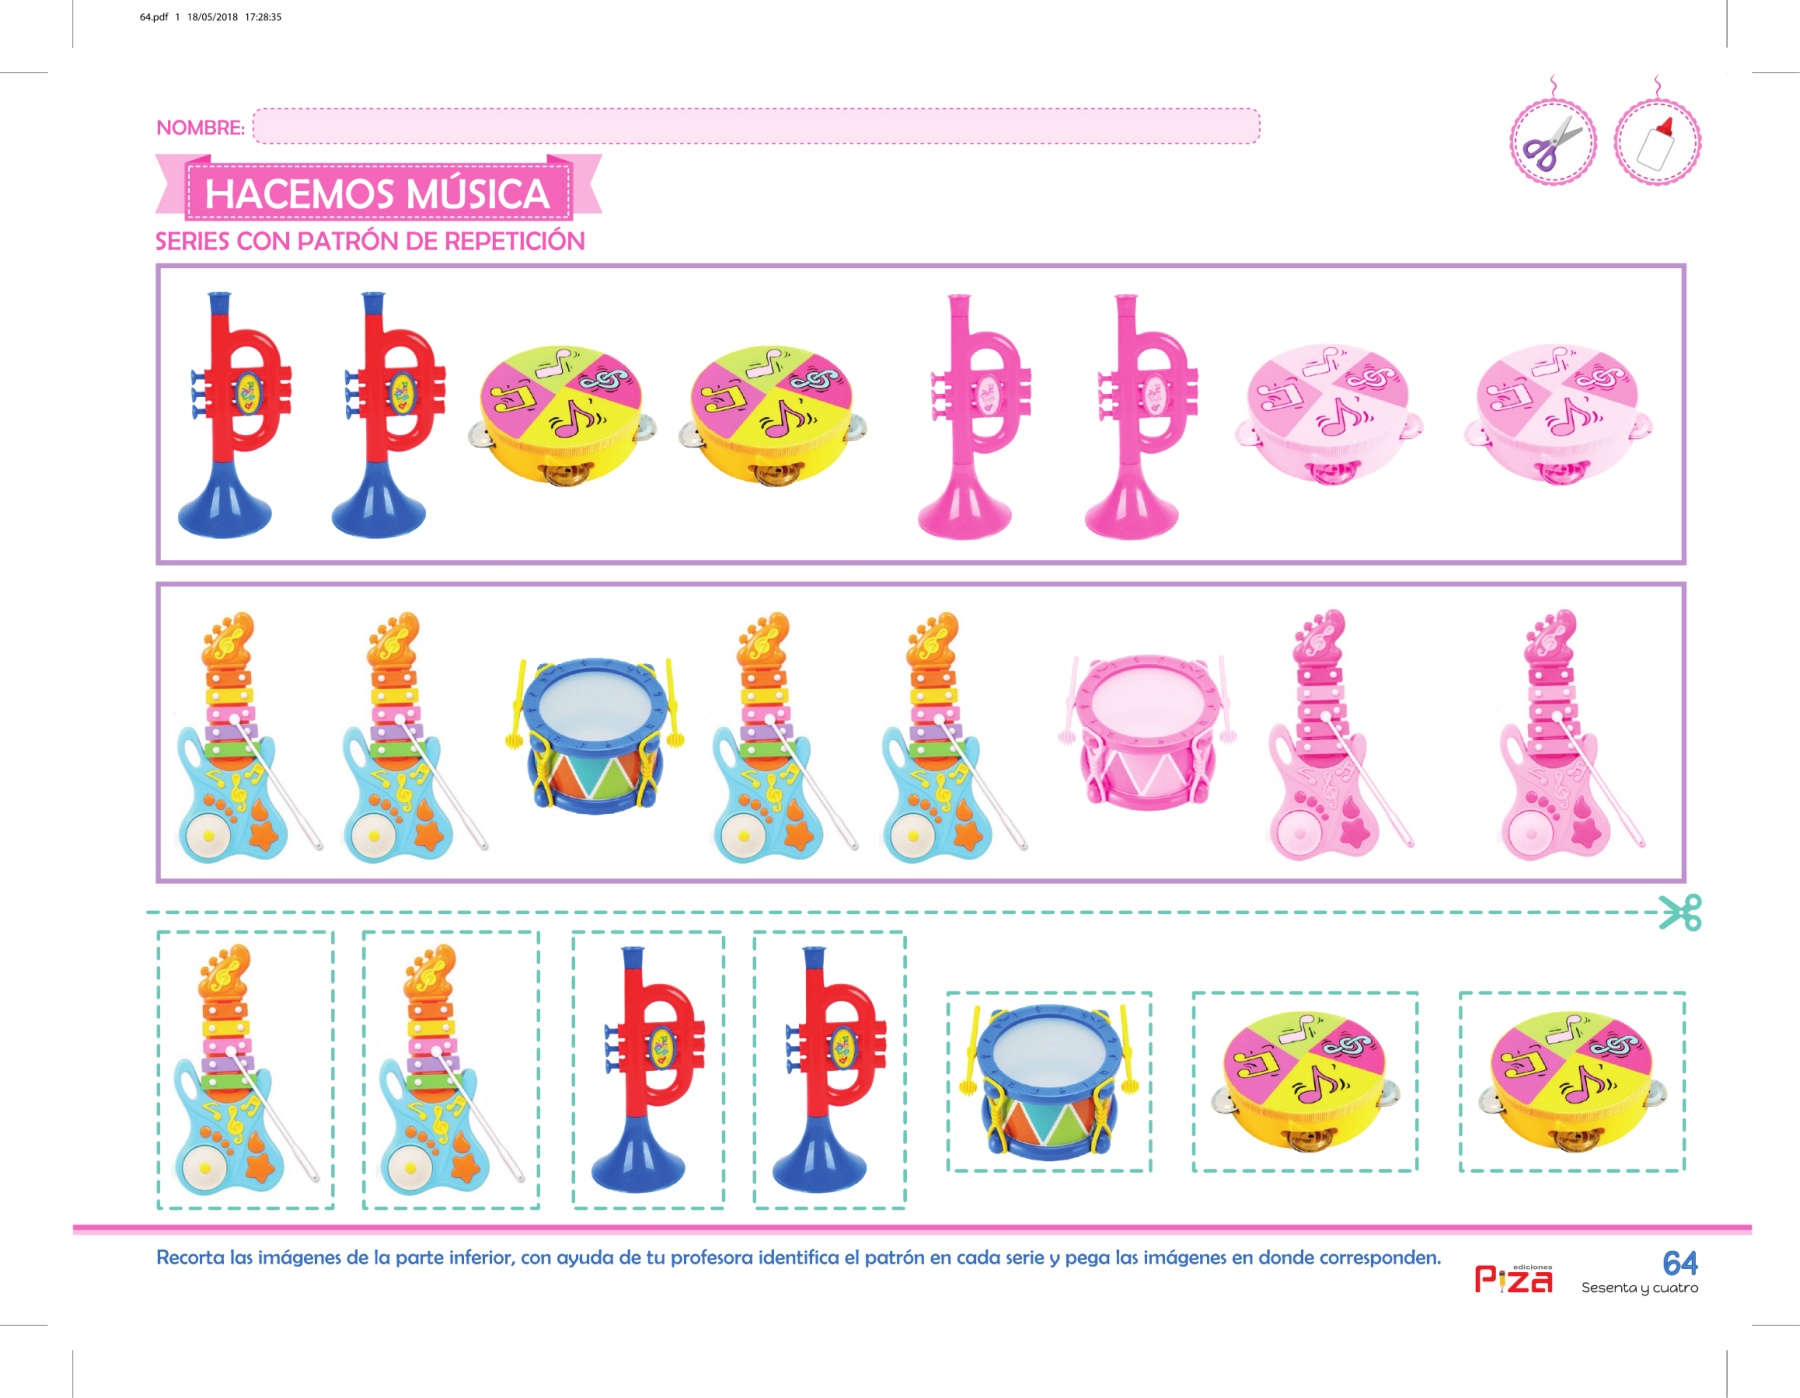 64.pdf 1 18/05/2018 17:28:35
NOMBRE:
HACEMOS MÚSICA
SERIES CON PATRÓN DE REPETICIÓN
Recorta las imágenes de la parte inferior, con ayuda de tu profesora identifica el patrón en cada serie y pega las imágenes en donde corresponden.
ediciones
Piza
64
Sesenta y cuatro